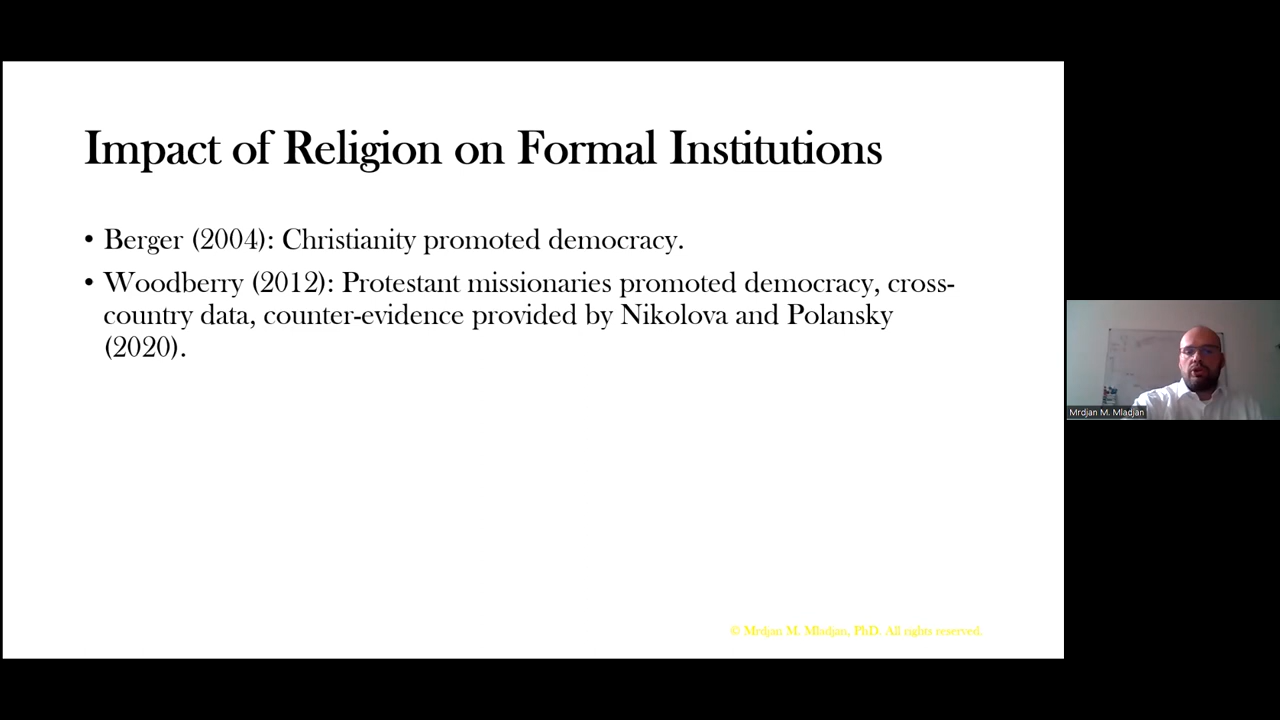 Impact of Religion on Formal Institutions
• Berger (2004): Christianity promoted democracy.
• Woodberry (2012): Protestant missionaries promoted democracy, cross-
country data, counter-evidence provided by Nikolova and Polansky
(2020).
Mrdjan M. Mladjan
© Mrdjan M. Mladjan, PhD. All rights reserved.